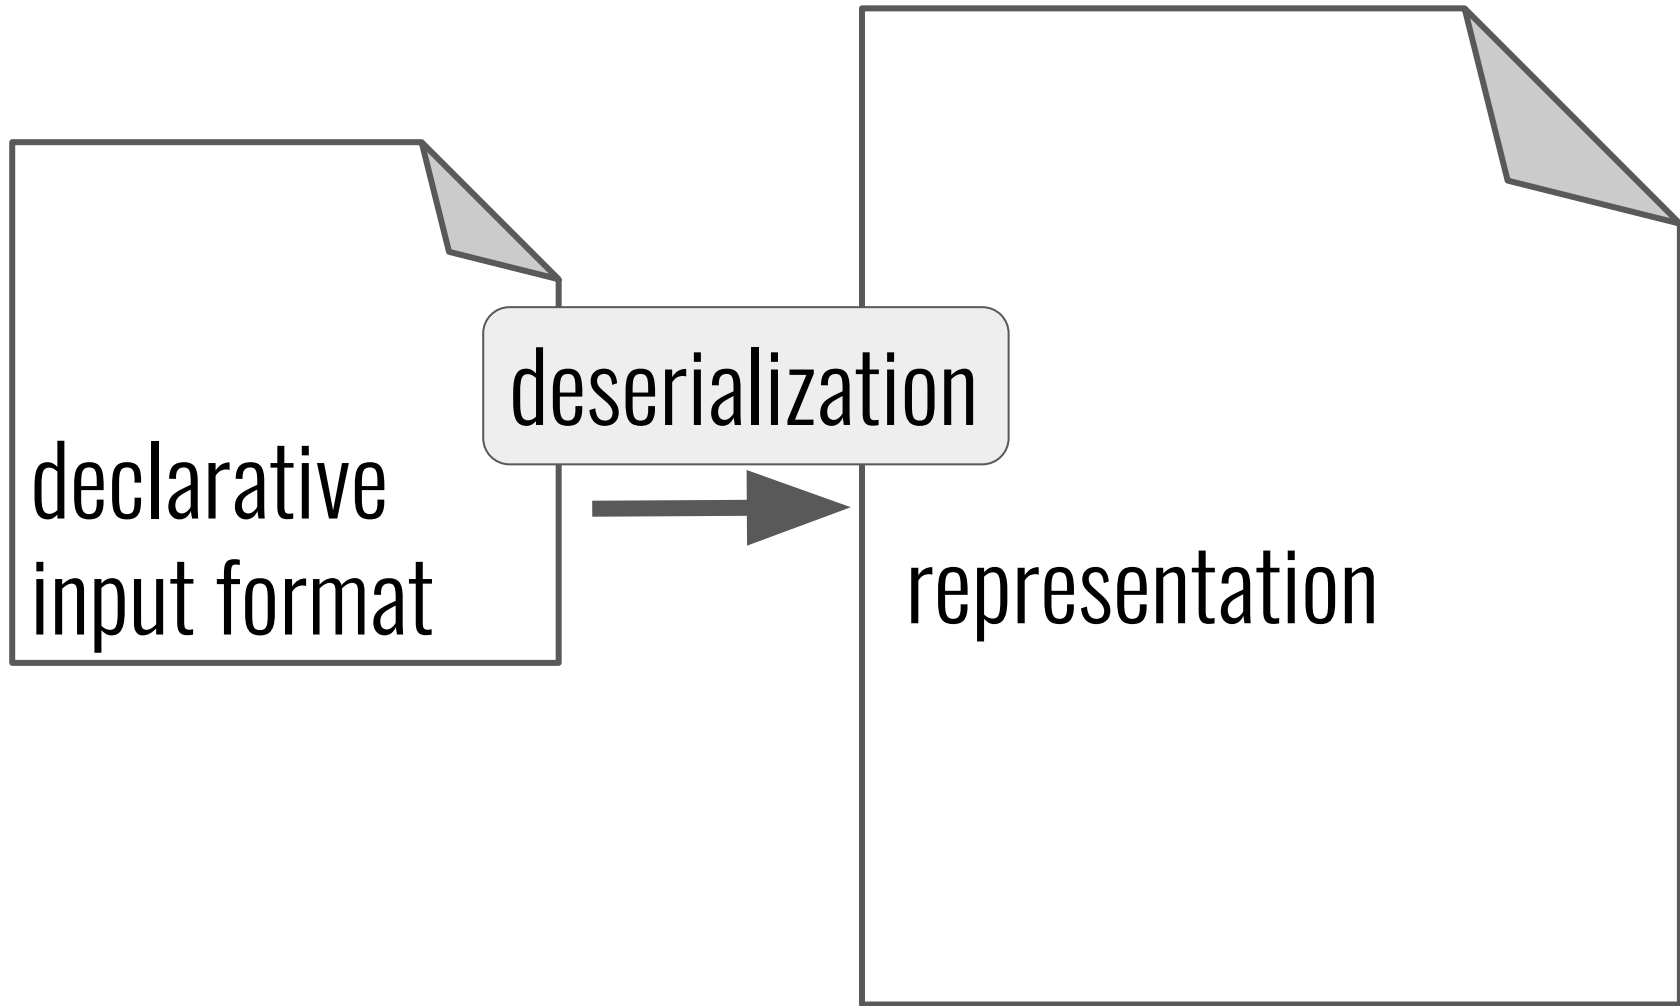 declarative
input format
deserialization
representation